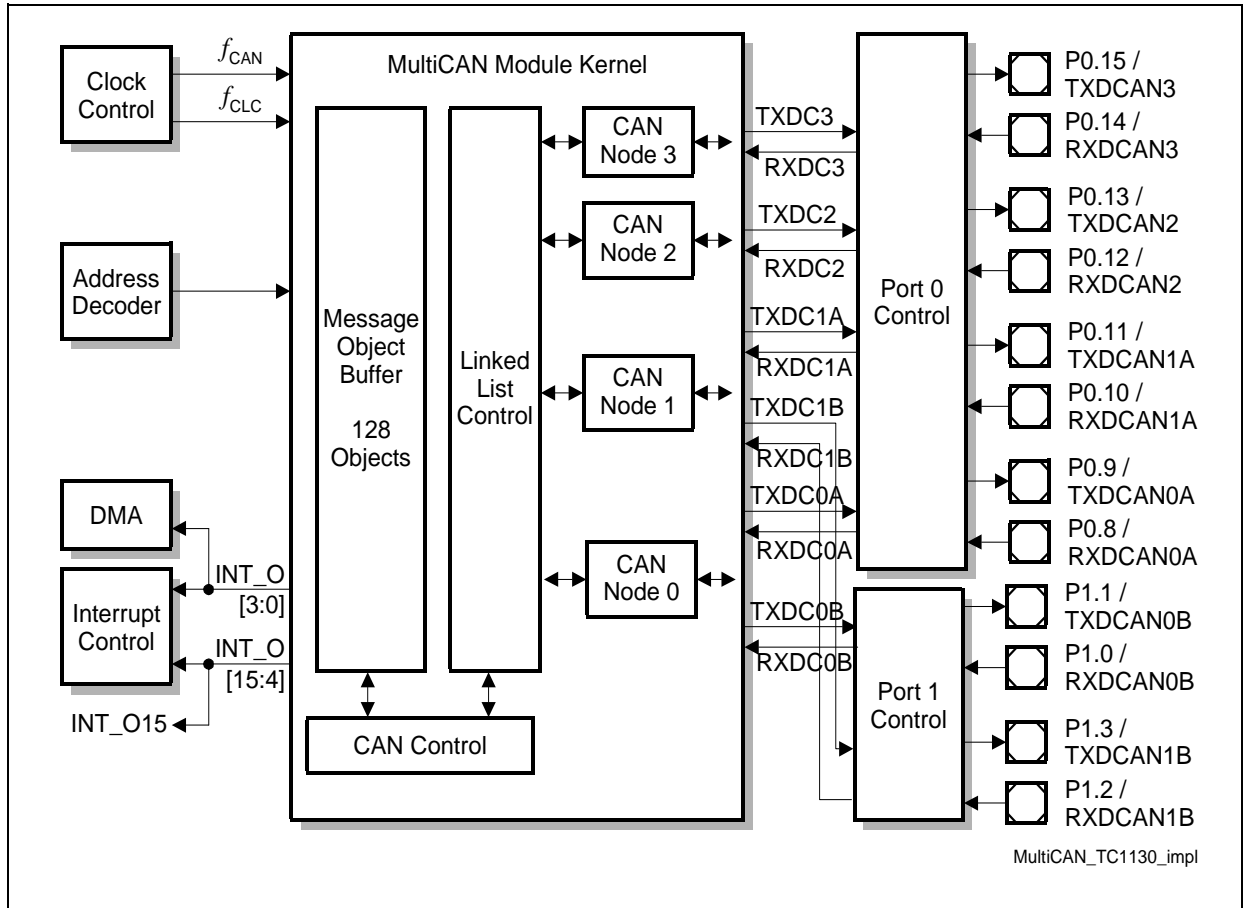 Clock
Control
fCAN
fCLC
Address
Decoder
DMA
Interrupt
Control
INT_O
[3:0]
INT_O
[15:4]
INT_O15
MultiCAN Module Kernel
Message
Object
Buffer
128
Objects
Linked
List
Control
CAN Control
CAN
Node 3
CAN
Node 2
CAN
Node 1
CAN
Node 0
TXDC3
RXDC3
TXDC2
RXDC2
TXDC1A
RXDC1A
TXDC1B
RXDC1B
TXDC0A
RXDC0A
TXDC0B
RXDC0B
Port 0
Control
Port 1
Control
P0.15 /
TXDCAN3
P0.14 /
RXDCAN3
P0.13 /
TXDCAN2
P0.12 /
RXDCAN2
P0.11 /
TXDCAN1A
P0.10 /
RXDCAN1A
P0.9 /
TXDCAN0A
P0.8 /
RXDCAN0A
P1.1 /
TXDCAN0B
P1.0 /
RXDCAN0B
P1.3 /
TXDCAN1B
P1.2 /
RXDCAN1B
MultiCAN_TC1130_impl